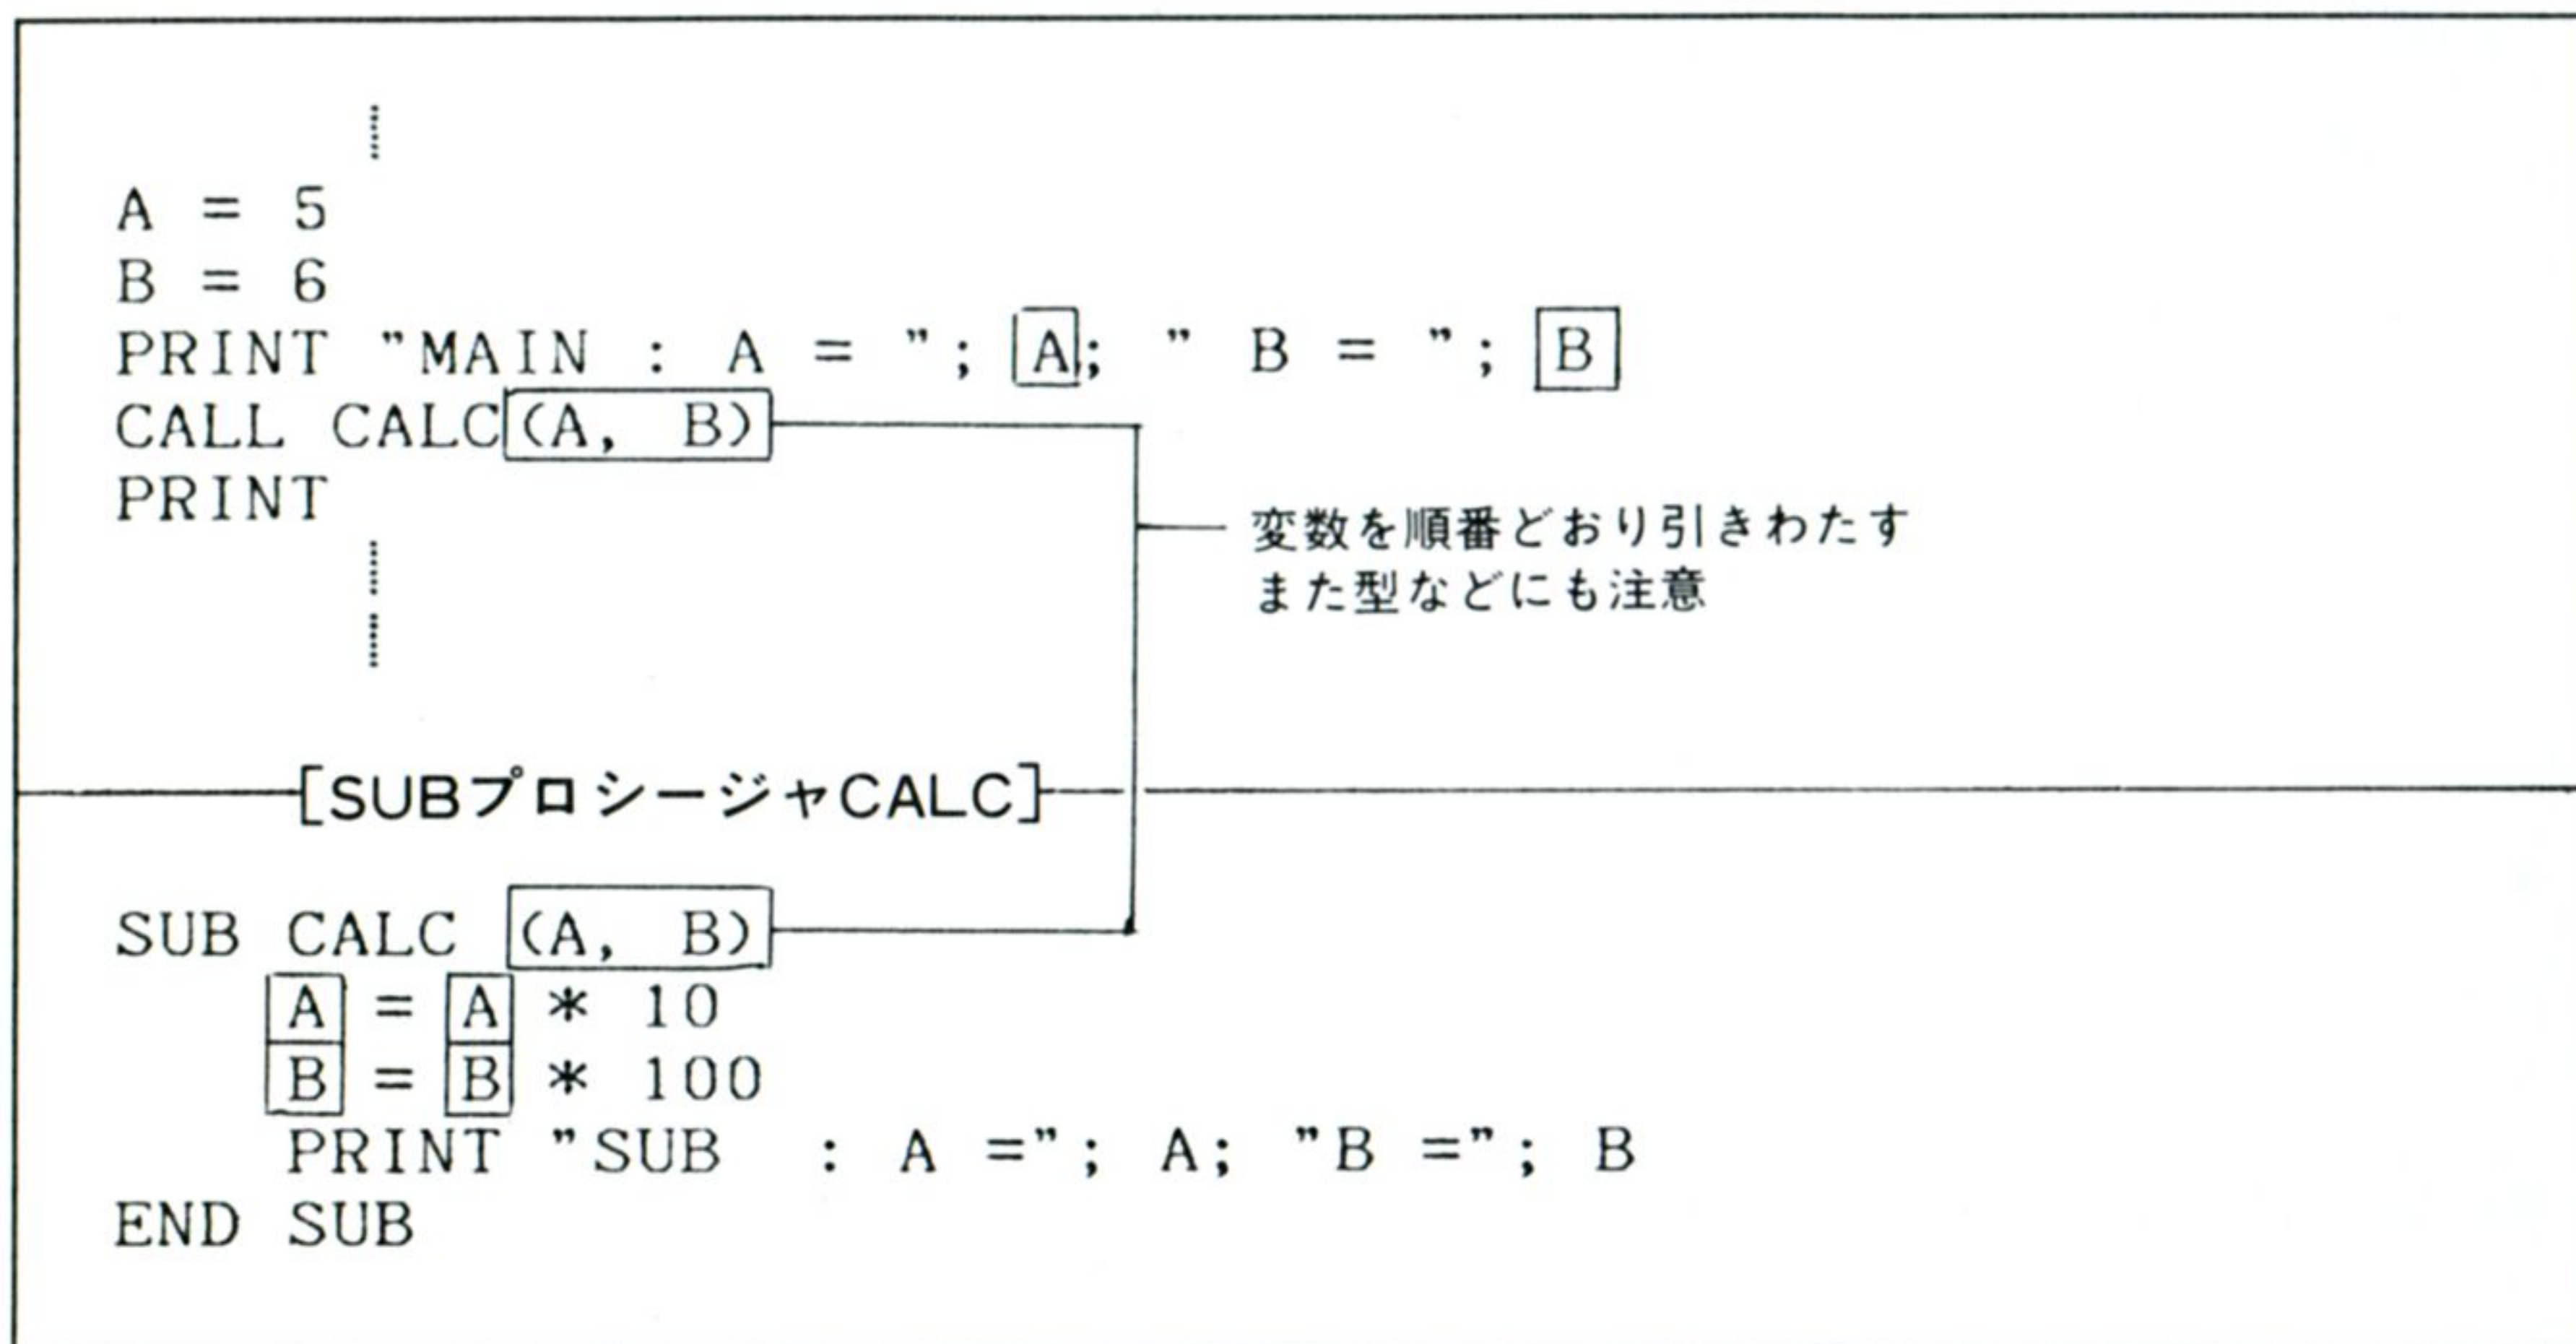 A = 5
B = 6
PRINT "MAIN : A = "; A; " B = "; B
CALL CALC(A, B)
PRINT
変数を順番どおり引きわたす
また型などにも注意
[SUBプロシージャCALC]
SUB CALC (A, B)
A = A * 10
B = B * 100
PRINT "SUB  : A ="; A; "B ="; B
END SUB